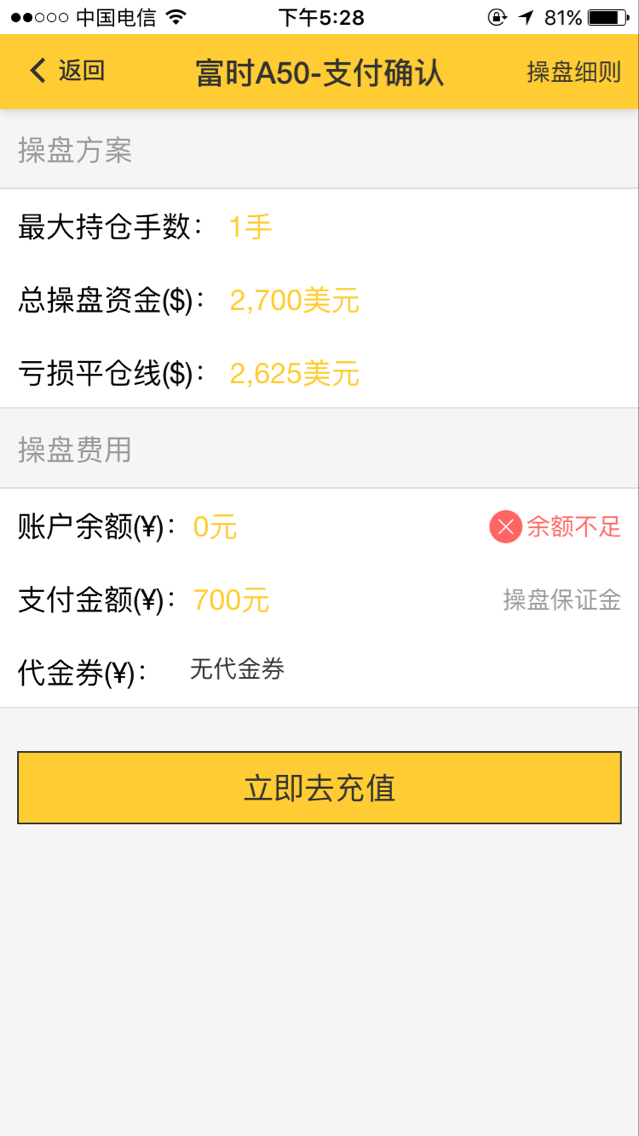 中国电信 下午5:28 81%
返回 富时A50-支付确认 操盘细则
操盘方案
最大持仓手数： 1手
总操盘资金($)： 2,700美元
亏损平仓线($)： 2,625美元
操盘费用
账户余额(¥)： 0元 余额不足
支付金额(¥)： 700元 操盘保证金
代金券(¥)： 无代金券
立即去充值